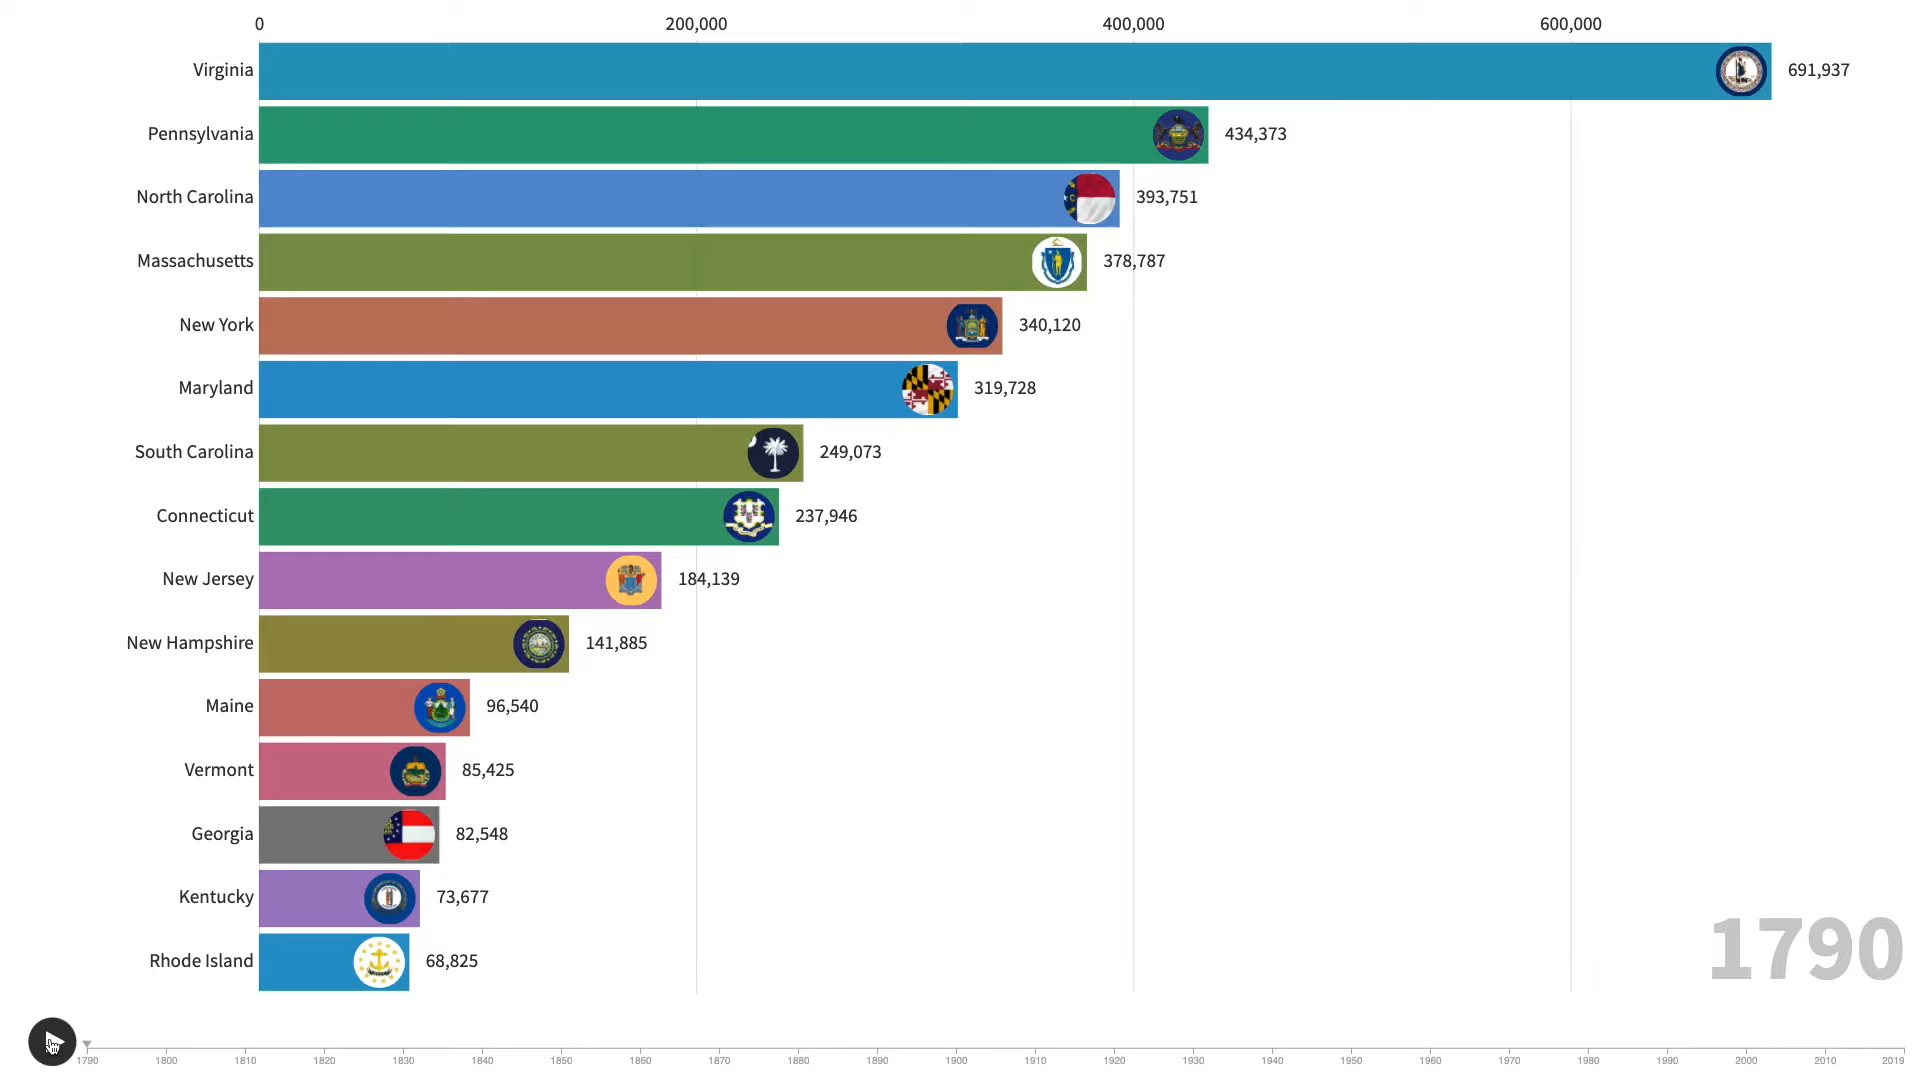 0 200,000 400,000 600,000
Virginia 691,937
Pennsylvania 434,373
North Carolina 393,751
Massachusetts 378,787
New York 340,120
Maryland 319,728
South Carolina 249,073
Connecticut 237,946
New Jersey 184,139
New Hampshire 141,885
Maine 96,540
Vermont 85,425
Georgia 82,548
Kentucky 73,677
Rhode Island 68,825
1790
1790 1800 1810 1820 1830 1840 1850 1860 1870 1880 1890 1900 1910 1920 1930 1940 1950 1960 1970 1980 1990 2000 2010 2019